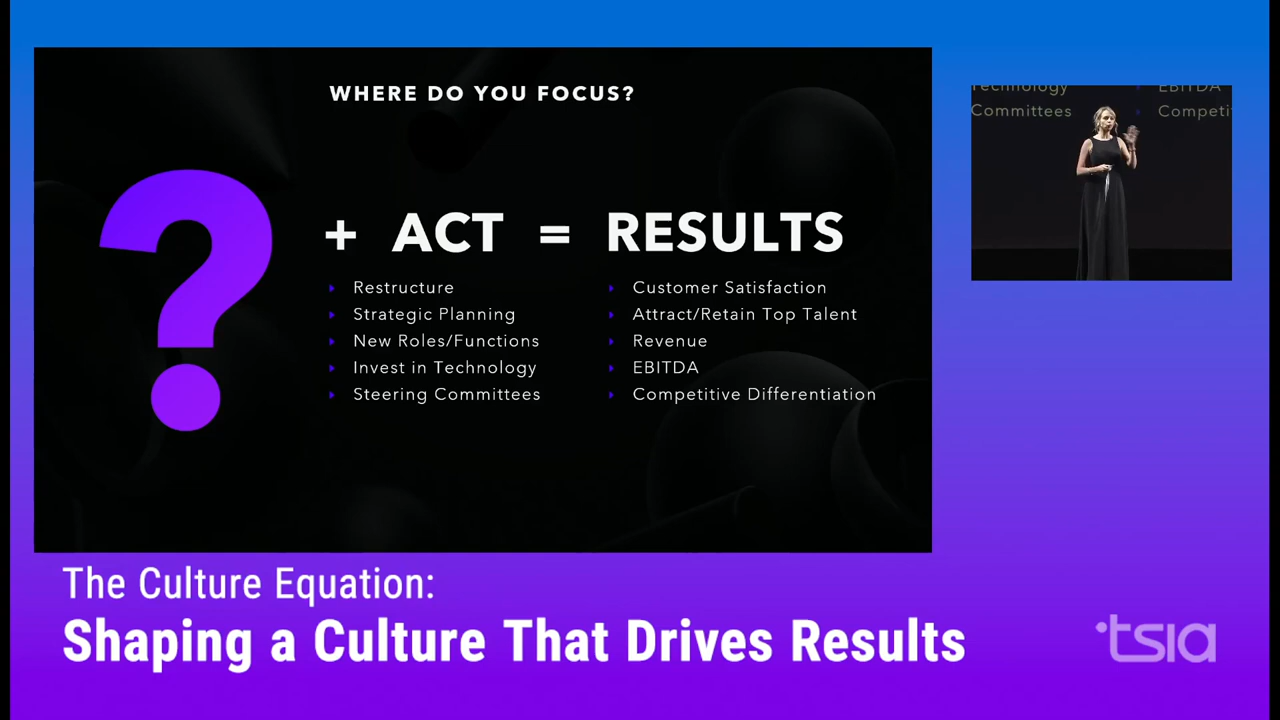 WHERE DO YOU FOCUS?
?
+ ACT = RESULTS
Restructure
Strategic Planning
New Roles/Functions
Invest in Technology
Steering Committees
Customer Satisfaction
Attract/Retain Top Talent
Revenue
EBITDA
Competitive Differentiation
Technology
Committees
EBITDA
Competit
The Culture Equation:
Shaping a Culture That Drives Results
tsia